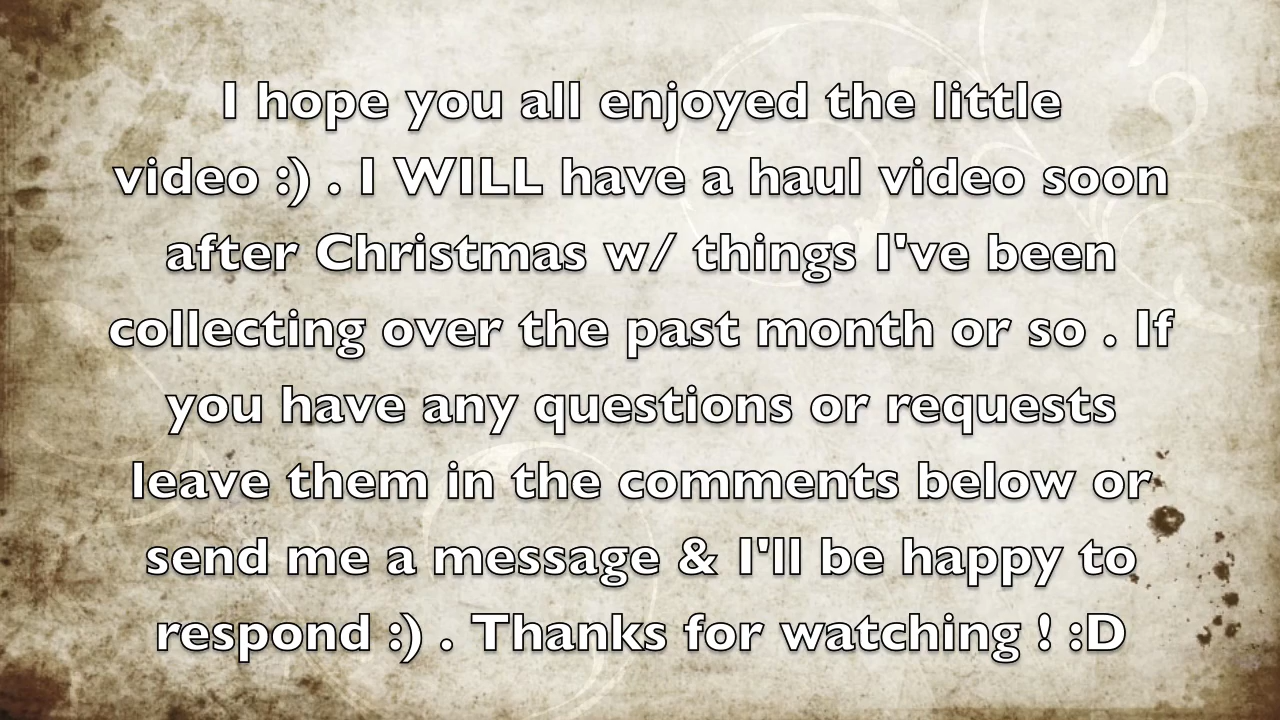 I hope you all enjoyed the little
video :) . I WILL have a haul video soon
after Christmas w/ things I've been
collecting over the past month or so . If
you have any questions or requests
leave them in the comments below or
send me a message & I'll be happy to
respond :) . Thanks for watching ! :D